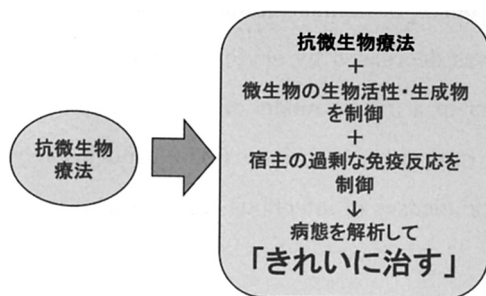 抗微生物
療法
抗微生物療法
＋
微生物の生物活性・生成物
を制御
＋
宿主の過剰な免疫反応を
制御
↓
病態を解析して
「きれいに治す」